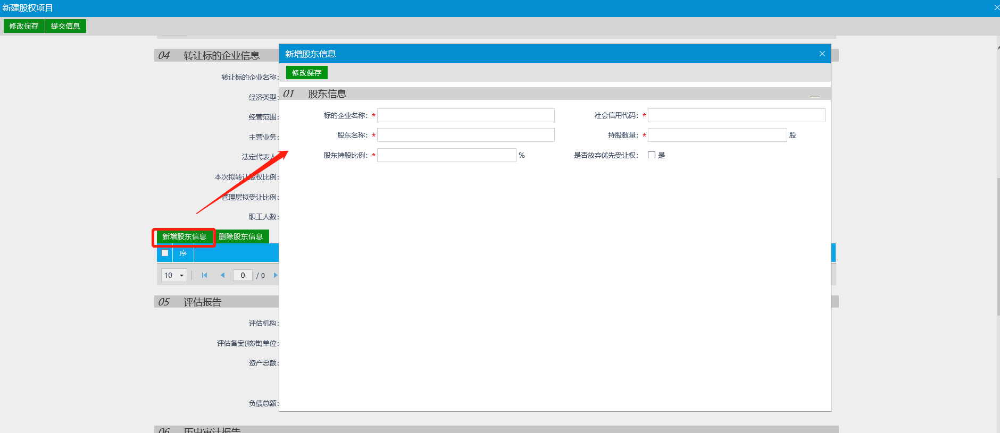 新建股权项目
修改保存 提交信息
04 转让标的企业信息
转让标的企业名称:
经济类型:
经营范围:
主营业务:
法定代表人
本次拟转让股权比例:
管理层拟受让比例:
职工人数:
新增股东信息 删除股东信息
序
10 0 / 0
05 评估报告
评估机构:
评估备案(核准)单位:
资产总额:
负债总额:
06 历史审计报告
新增股东信息
修改保存
01 股东信息
标的企业名称: * 社会信用代码: *
股东名称: * 持股数量: * 股
股东持股比例: * % 是否放弃优先受让权: 是